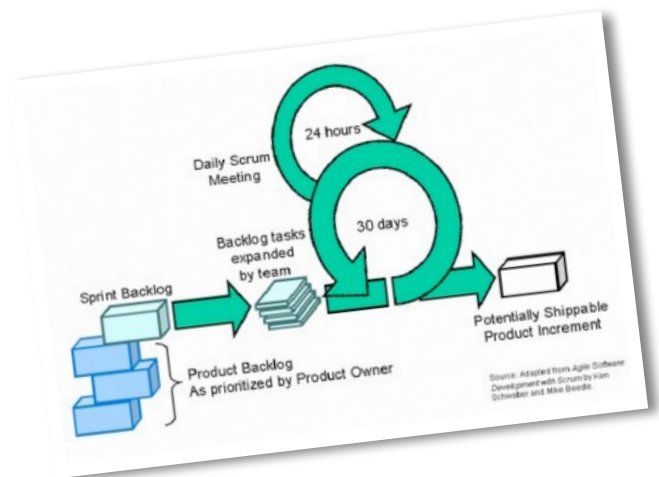 24 hours
Daily Scrum
Meeting
30 days
Backlog tasks
expanded
by team
Sprint Backlog
Potentially Shippable
Product Increment
Product Backlog
As prioritized by Product Owner
Source: Adapted from Agile Software
Development with Scrum by Ken
Schwaber and Mike Beedle.